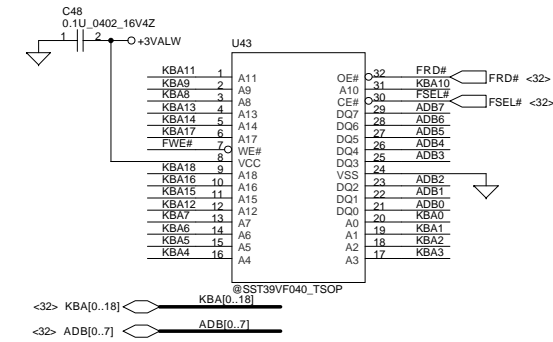 C48
0.1U_0402_16V4Z
1 2 +3VALW
U43
KBA11 1 A11 OE# 32 FRD# FRD# <32>
KBA9 2 A9 A10 31 KBA10
KBA8 3 A8 CE# 30 FSEL# FSEL# <32>
KBA13 4 A13 DQ7 29 ADB7
KBA14 5 A14 DQ6 28 ADB6
KBA17 6 A17 DQ5 27 ADB5
FWE# 7 WE# DQ4 26 ADB4
8 VCC DQ3 25 ADB3
KBA18 9 A18 VSS 24
KBA16 10 A16 DQ2 23 ADB2
KBA15 11 A15 DQ1 22 ADB1
KBA12 12 A12 DQ0 21 ADB0
KBA7 13 A7 A0 20 KBA0
KBA6 14 A6 A1 19 KBA1
KBA5 15 A5 A2 18 KBA2
KBA4 16 A4 A3 17 KBA3
@SST39VF040_TSOP
<32> KBA[0..18] KBA[0..18]
<32> ADB[0..7] ADB[0..7]